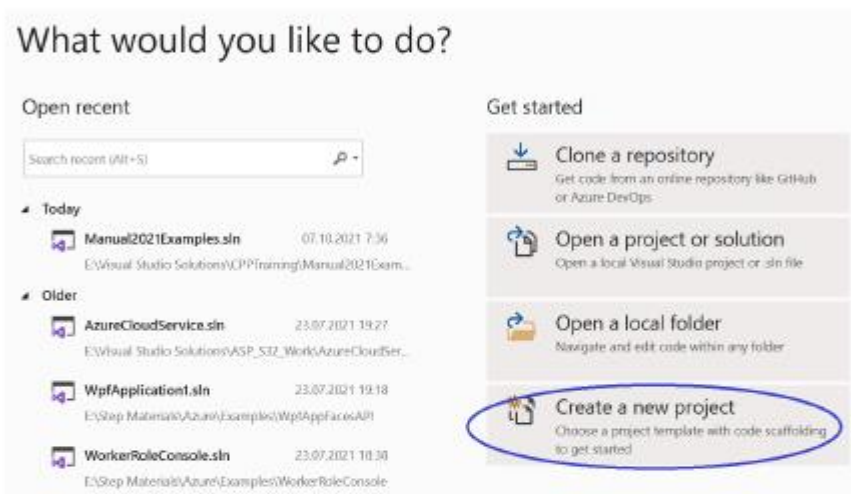 What would you like to do?
Open recent
Search recent (Alt+S)
Today
Manual2021Examples.sln 07.10.2021 7:36
E:\Visual Studio Solutions\CPPTraining\Manual2021Exam...
Older
AzureCloudService.sln 23.07.2021 19:27
E:\Visual Studio Solutions\ASP_S32_Work\AzureCloudSer...
WpfApplication1.sln 23.07.2021 19:18
E:\Step Materials\Azure\Examples\WpfAppFacesAPI
WorkerRoleConsole.sln 23.07.2021 18:38
E:\Step Materials\Azure\Examples\WorkerRoleConsole
Get started
Clone a repository
Get code from an online repository like GitHub
or Azure DevOps
Open a project or solution
Open a local Visual Studio project or .sln file
Open a local folder
Navigate and edit code within any folder
Create a new project
Choose a project template with code scaffolding
to get started